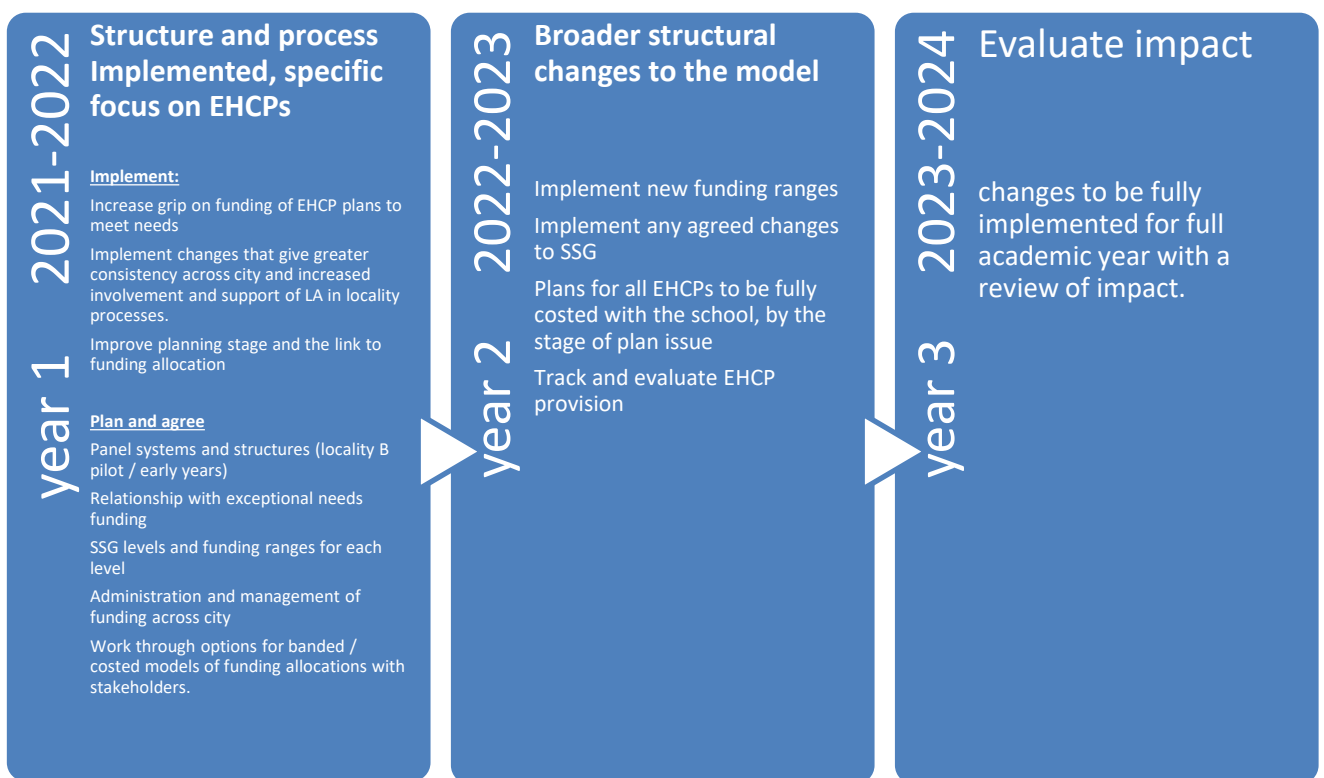 year 1 2021-2022
Structure and process
Implemented, specific
focus on EHCPs
Implement:
Increase grip on funding of EHCP plans to
meet needs
Implement changes that give greater
consistency across city and increased
involvement and support of LA in locality
processes.
Improve planning stage and the link to
funding allocation
Plan and agree
Panel systems and structures (locality B
pilot / early years)
Relationship with exceptional needs
funding
SSG levels and funding ranges for each
level
Administration and management of
funding across city
Work through options for banded /
costed models of funding allocations with
stakeholders.
year 2 2022-2023
Broader structural
changes to the model
Implement new funding ranges
Implement any agreed changes
to SSG
Plans for all EHCPs to be fully
costed with the school, by the
stage of plan issue
Track and evaluate EHCP
provision
year 3 2023-2024
Evaluate impact
changes to be fully
implemented for full
academic year with a
review of impact.